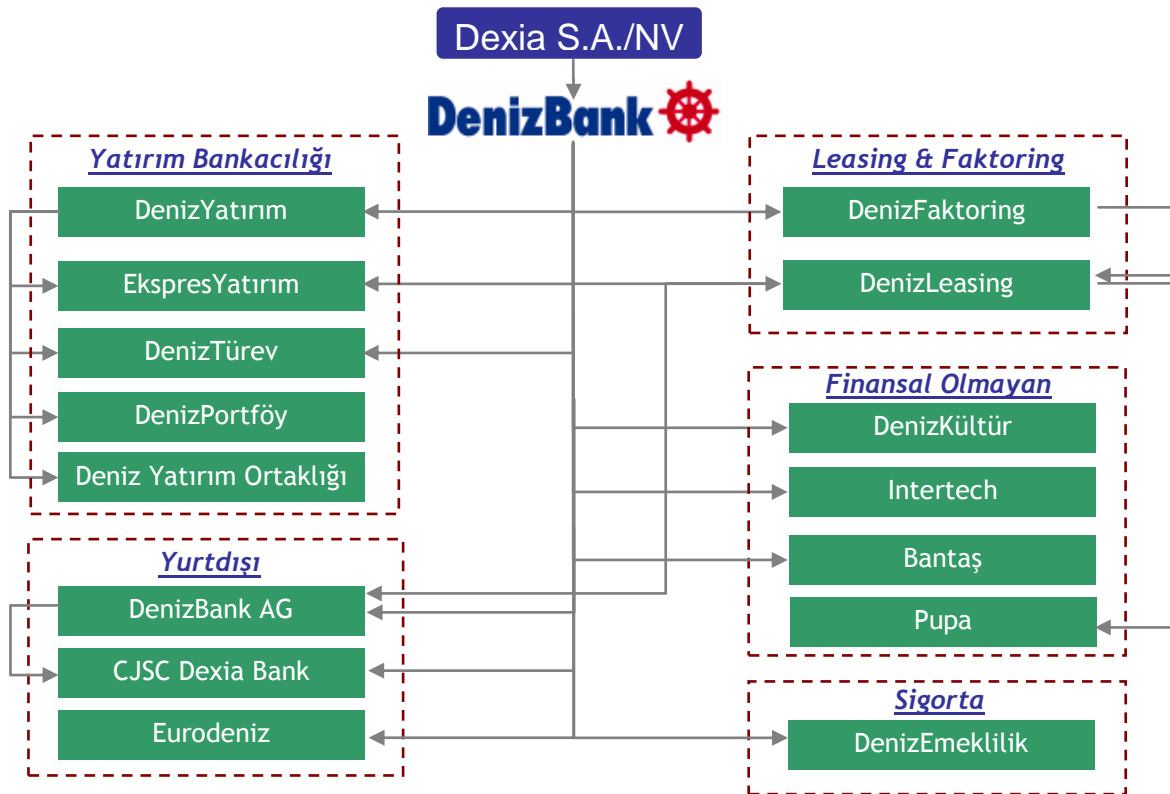 Dexia S.A./NV
DenizBank
Yatırım Bankacılığı
DenizYatırım
EkspresYatırım
DenizTürev
DenizPortföy
Deniz Yatırım Ortaklığı
Yurtdışı
DenizBank AG
CJSC Dexia Bank
Eurodeniz
Leasing & Faktoring
DenizFaktoring
DenizLeasing
Finansal Olmayan
DenizKültür
Intertech
Bantaş
Pupa
Sigorta
DenizEmeklilik